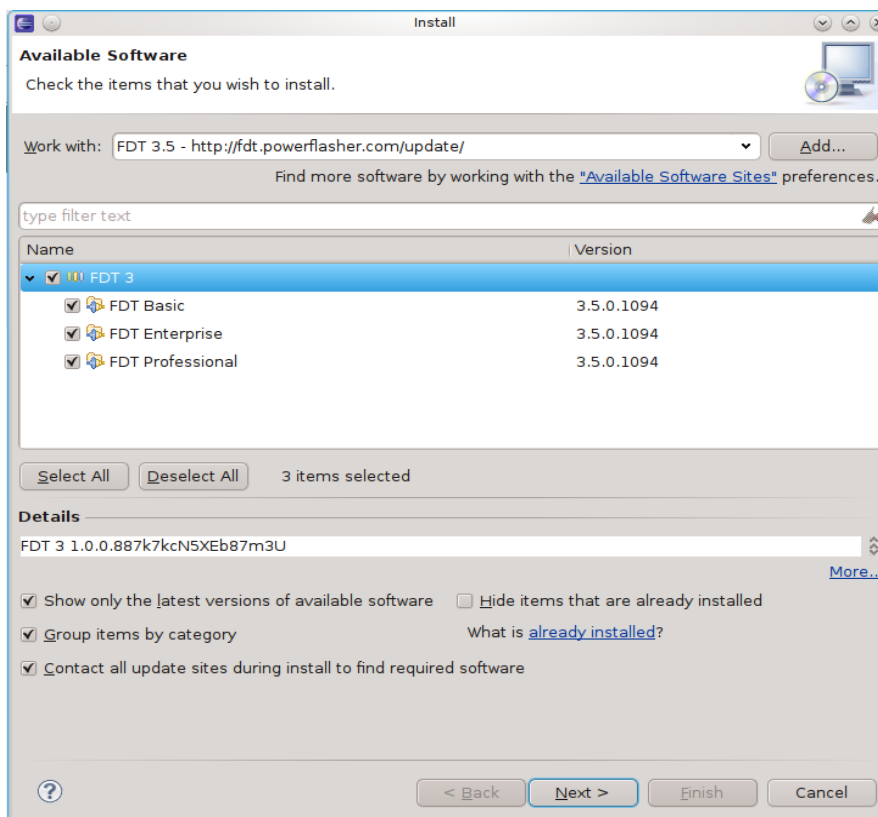 Install
Available Software
Check the items that you wish to install.
Work with: FDT 3.5 - http://fdt.powerflasher.com/update/ Add...
Find more software by working with the "Available Software Sites" preferences.
type filter text
Name Version
FDT 3
FDT Basic 3.5.0.1094
FDT Enterprise 3.5.0.1094
FDT Professional 3.5.0.1094
Select All Deselect All 3 items selected
Details
FDT 3 1.0.0.887k7kcN5XEb87m3U
More..
Show only the latest versions of available software Hide items that are already installed
Group items by category What is already installed?
Contact all update sites during install to find required software
? < Back Next > Finish Cancel